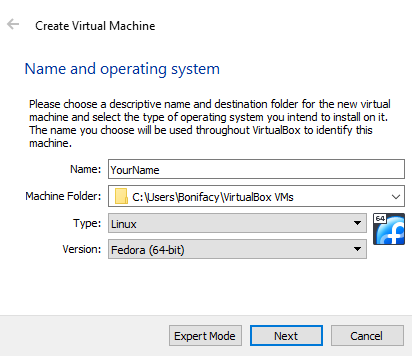 Create Virtual Machine
Name and operating system
Please choose a descriptive name and destination folder for the new virtual
machine and select the type of operating system you intend to install on it.
The name you choose will be used throughout VirtualBox to identify this
machine.
Name: YourName
Machine Folder: C:\Users\Bonifacy\VirtualBox VMs
Type: Linux
64
Version: Fedora (64-bit)
Expert Mode Next Cancel